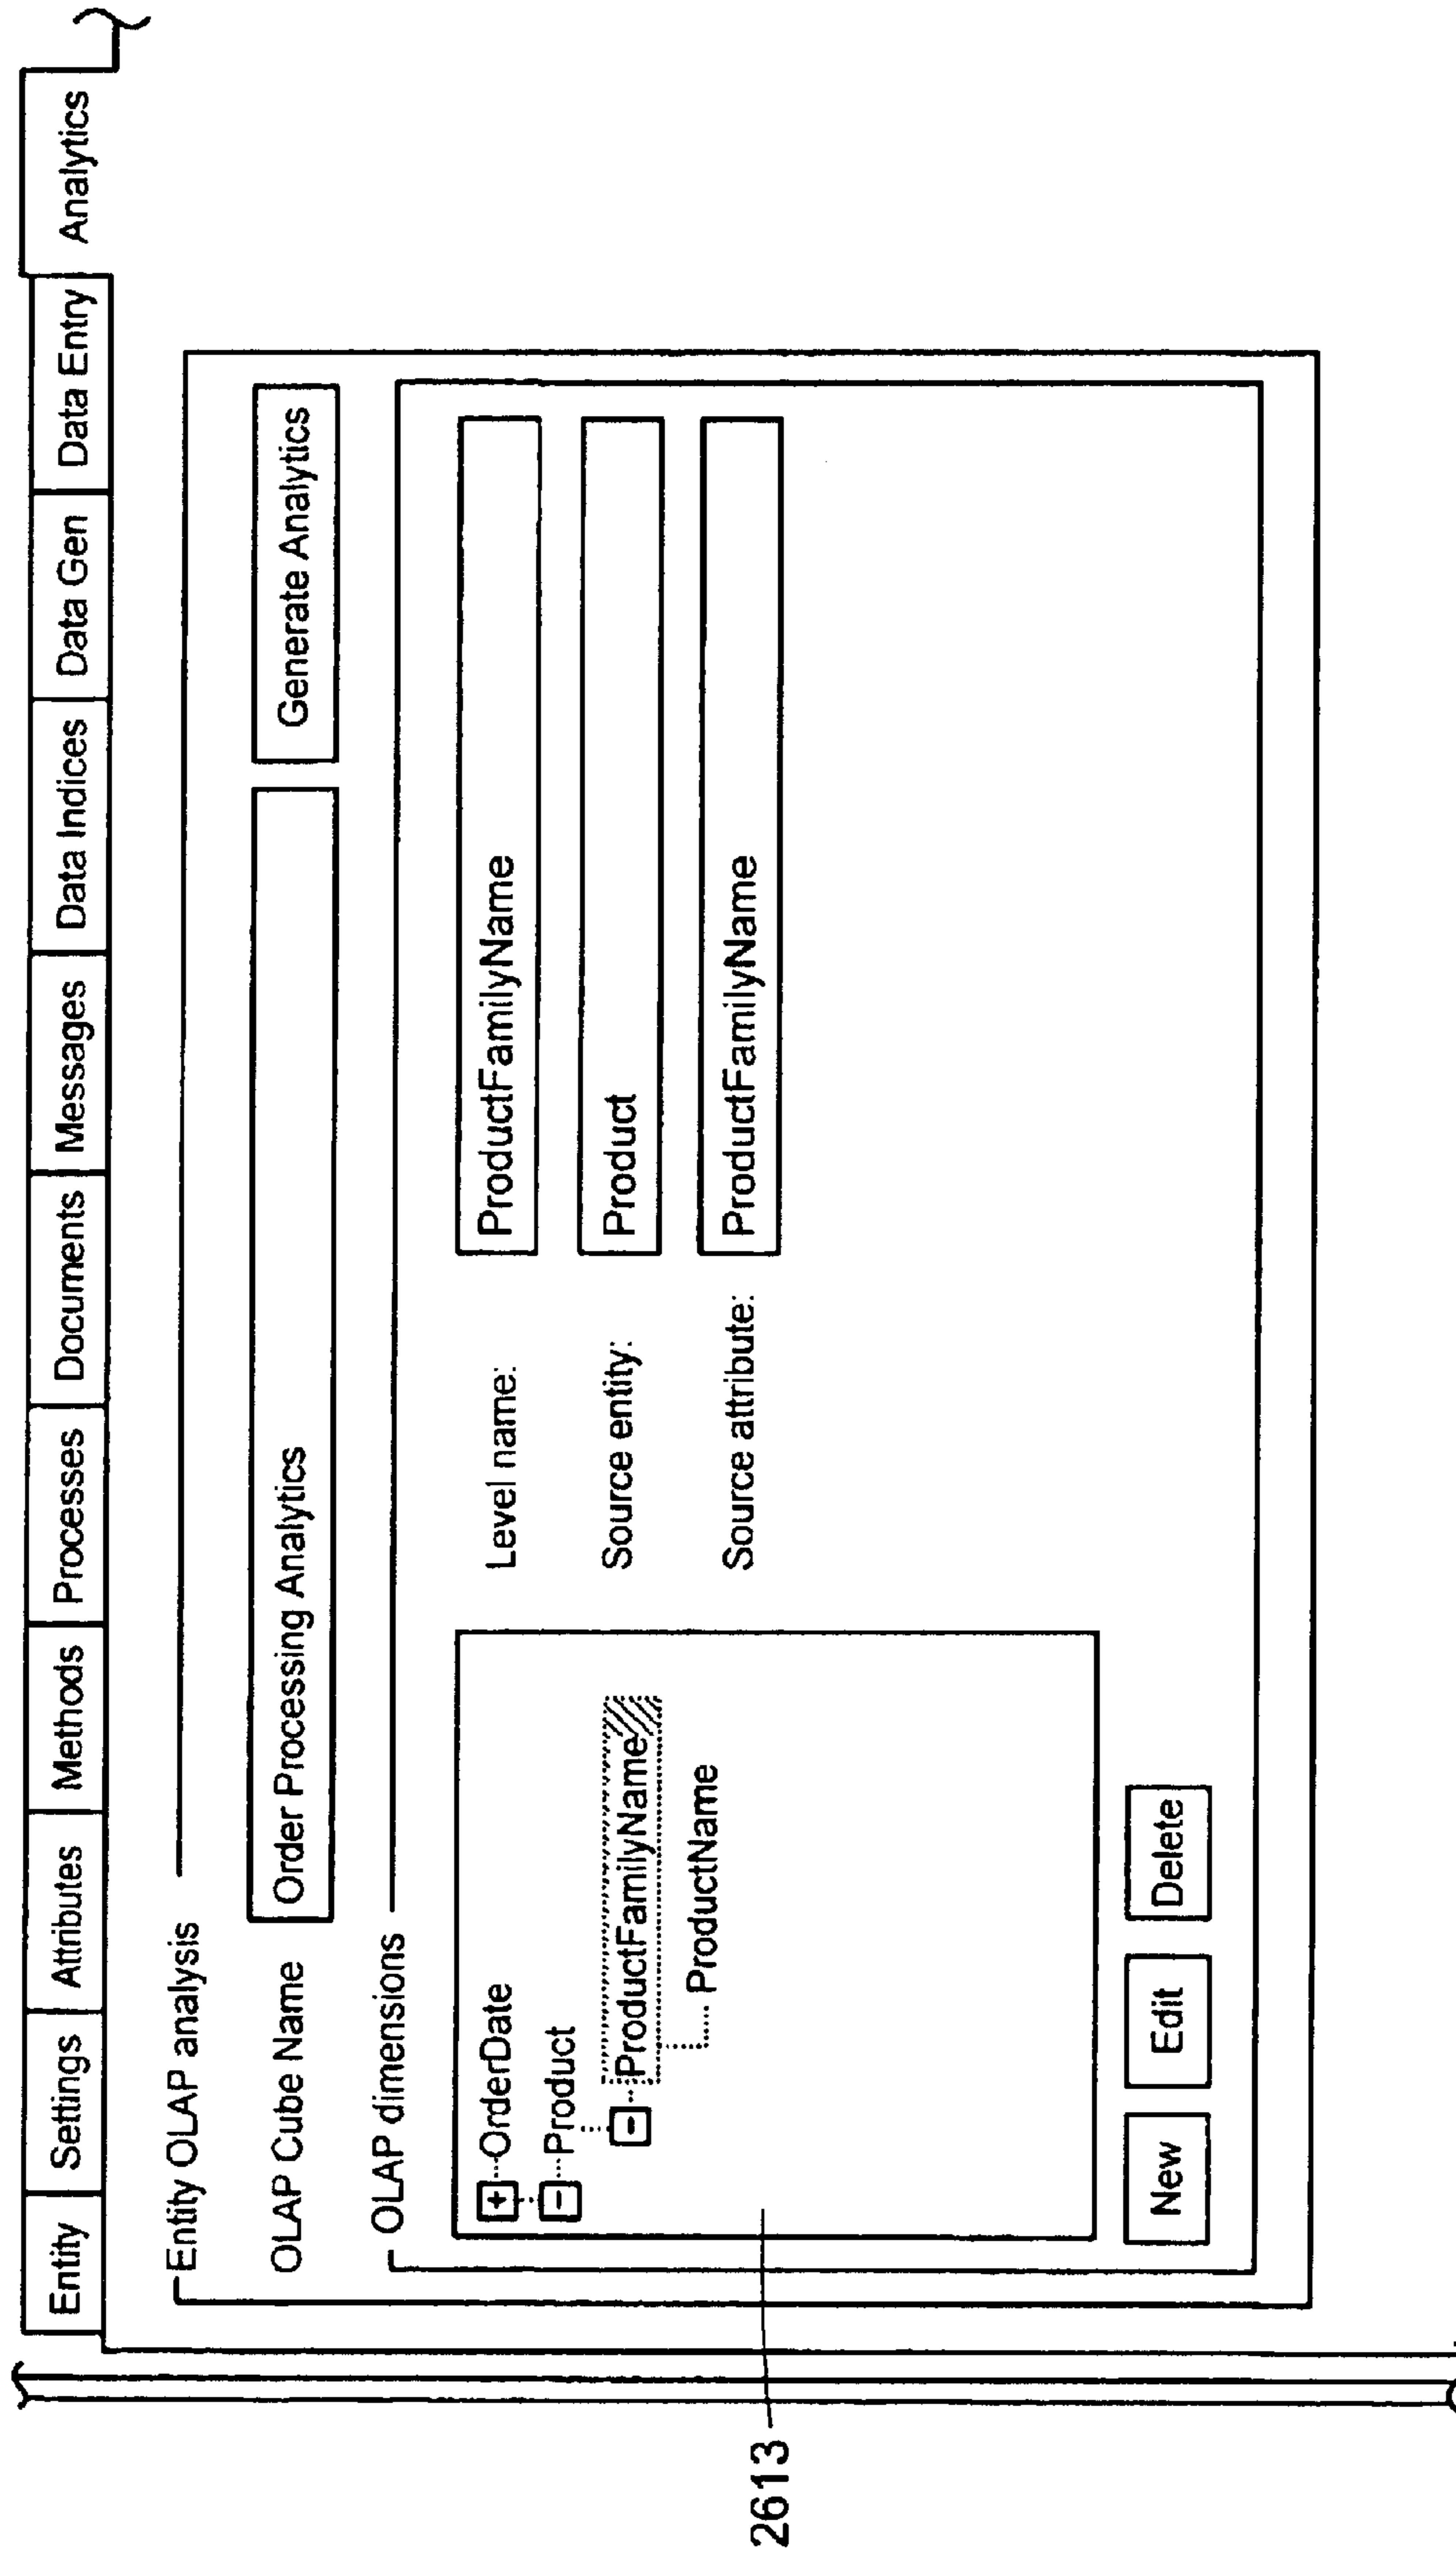 Entity Settings Attributes Methods Processes Documents Messages Data Indices Data Gen Data Entry Analytics
Entity OLAP analysis
OLAP Cube Name Order Processing Analytics Generate Analytics
OLAP dimensions
+ OrderDate Level name: ProductFamilyName
- Product
- ProductFamilyName Source entity: Product
ProductName Source attribute: ProductFamilyName
2613
New Edit Delete